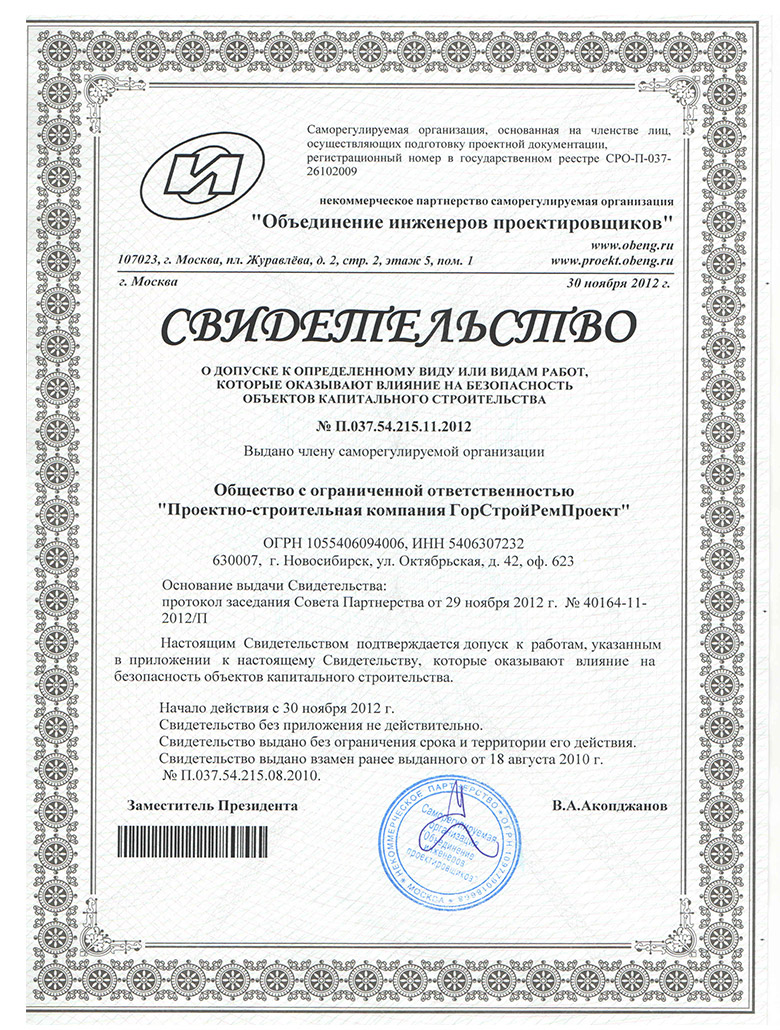 Саморегулируемая организация, основанная на членстве лиц,
осуществляющих подготовку проектной документации,
регистрационный номер в государственном реестре СРО-П-037-
26102009
некоммерческое партнерство саморегулируемая организация
"Объединение инженеров проектировщиков"
www.obeng.ru
107023, г. Москва, пл. Журавлёва, д. 2, стр. 2, этаж 5, пом. 1 www.proekt.obeng.ru
г. Москва 30 ноября 2012 г.
СВИДЕТЕЛЬСТВО
О ДОПУСКЕ К ОПРЕДЕЛЕННОМУ ВИДУ ИЛИ ВИДАМ РАБОТ,
КОТОРЫЕ ОКАЗЫВАЮТ ВЛИЯНИЕ НА БЕЗОПАСНОСТЬ
ОБЪЕКТОВ КАПИТАЛЬНОГО СТРОИТЕЛЬСТВА
№ П.037.54.215.11.2012
Выдано члену саморегулируемой организации
Общество с ограниченной ответственностью
"Проектно-строительная компания ГорСтройРемПроект"
ОГРН 1055406094006, ИНН 5406307232
630007, г. Новосибирск, ул. Октябрьская, д. 42, оф. 623
Основание выдачи Свидетельства:
протокол заседания Совета Партнерства от 29 ноября 2012 г. № 40164-11-
2012/П
Настоящим Свидетельством подтверждается допуск к работам, указанным
в приложении к настоящему Свидетельству, которые оказывают влияние на
безопасность объектов капитального строительства.
Начало действия с 30 ноября 2012 г.
Свидетельство без приложения не действительно.
Свидетельство выдано без ограничения срока и территории его действия.
Свидетельство выдано взамен ранее выданного от 18 августа 2010 г.
№ П.037.54.215.08.2010.
Заместитель Президента В.А.Акопджанов
НЕКОММЕРЧЕСКОЕ ПАРТНЕРСТВО * ОГРН
* МОСКВА *
Саморегулируемая
организация
Объединение
инженеров
проектировщиков